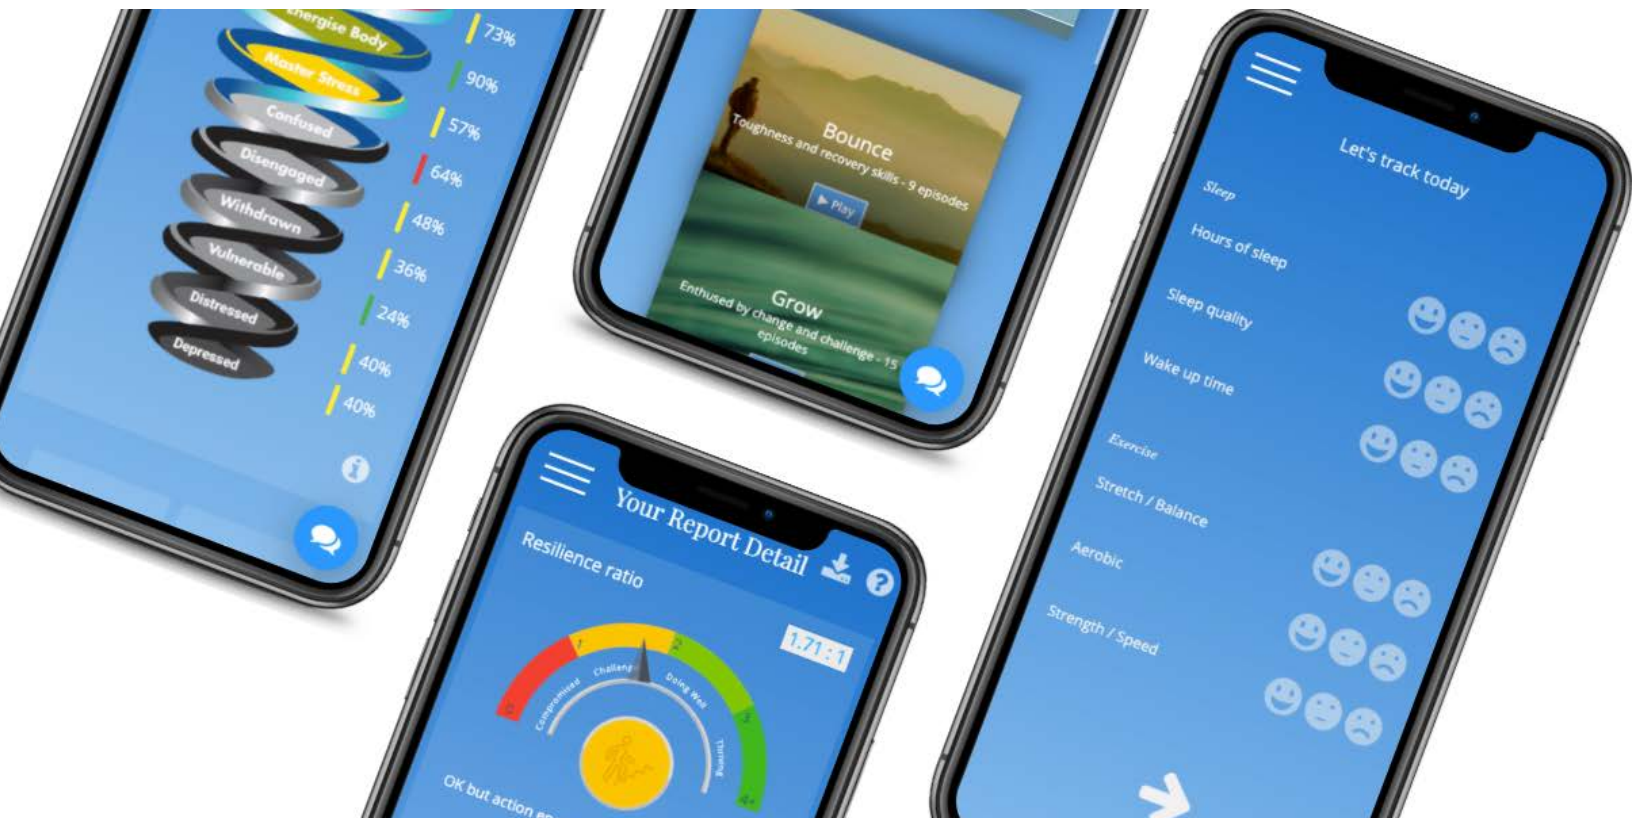 Energise Body
Master Stress
Confused
Disengaged
Withdrawn
Vulnerable
Distressed
Depressed
73%
90%
57%
64%
48%
36%
24%
40%
40%
Bounce
Toughness and recovery skills - 9 episodes
Play
Grow
Enthused by change and challenge - 15
episodes
Your Report Detail
?
Resilience ratio
1.71 : 1
0
1
2
3
4+
Compromised
Doing Well
Thriving
OK but action
Let's track today
Sleep
Hours of sleep
Sleep quality
Wake up time
Exercise
Stretch / Balance
Aerobic
Strength / Speed